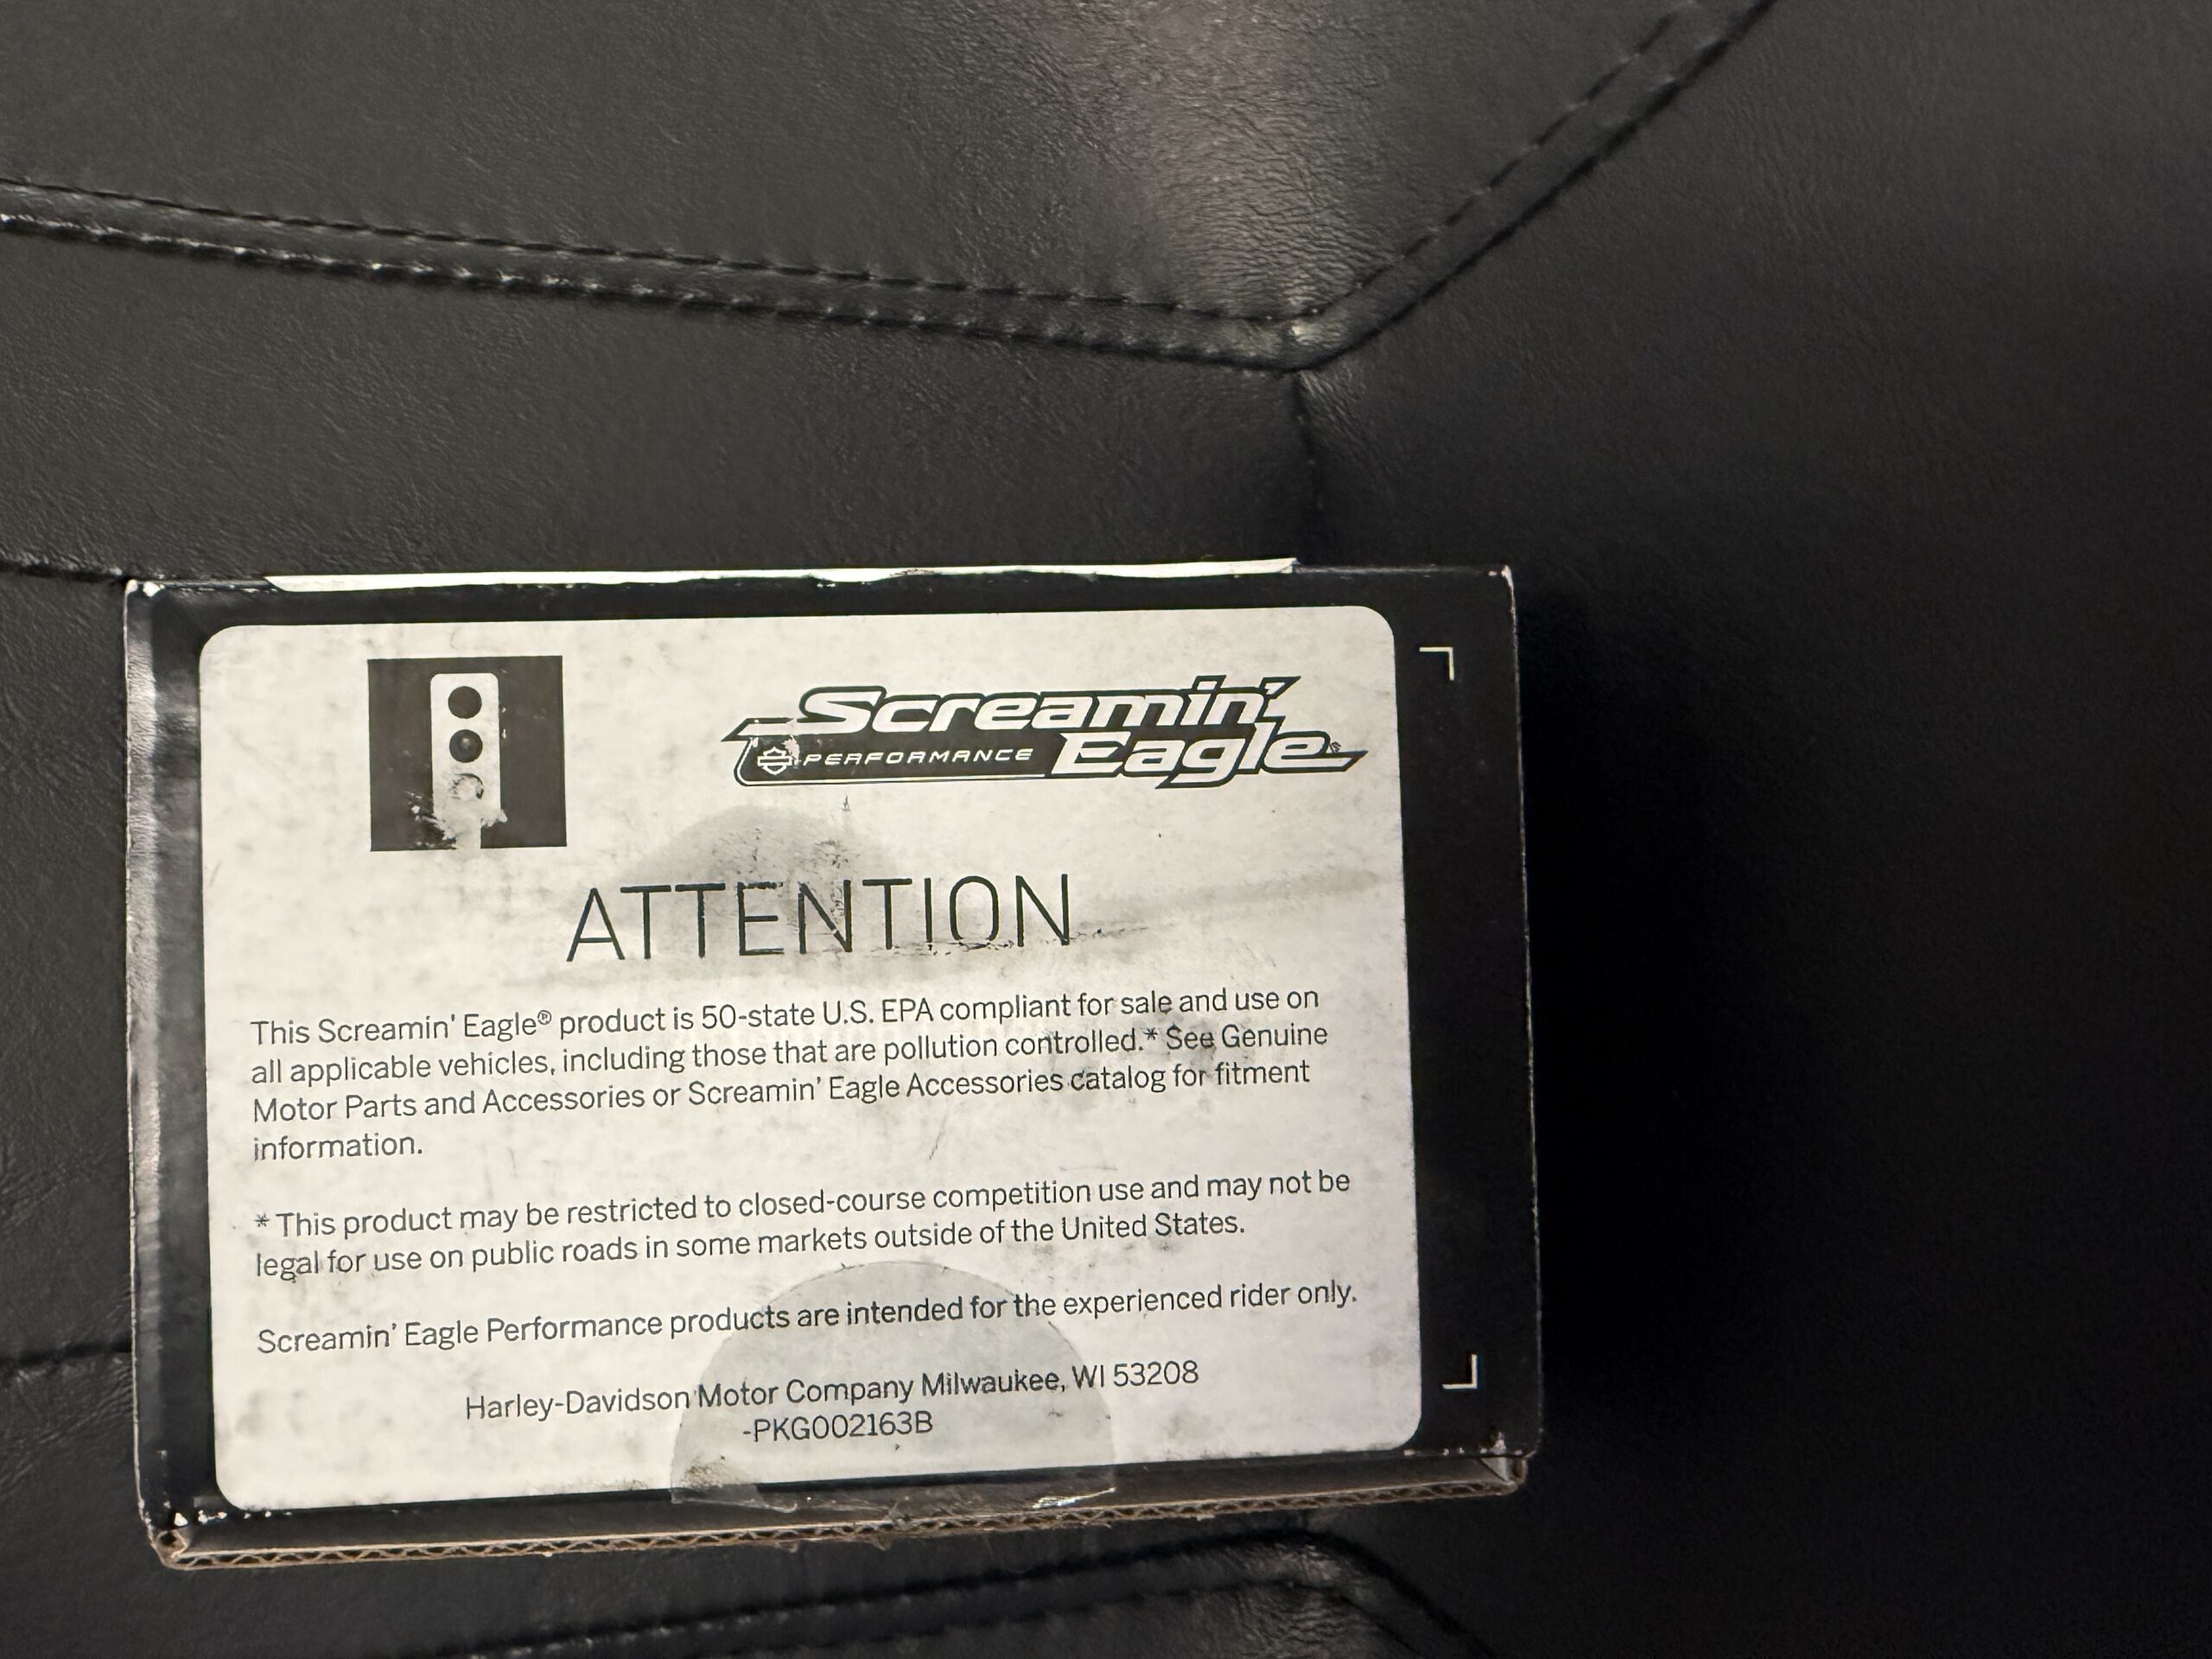 Screamin'
PERFORMANCE Eagle®
ATTENTION
This Screamin' Eagle® product is 50-state U.S. EPA compliant for sale and use on
all applicable vehicles, including those that are pollution controlled.* See Genuine
Motor Parts and Accessories or Screamin' Eagle Accessories catalog for fitment
information.
* This product may be restricted to closed-course competition use and may not be
legal for use on public roads in some markets outside of the United States.
Screamin' Eagle Performance products are intended for the experienced rider only.
Harley-Davidson Motor Company Milwaukee, WI 53208
-PKG002163B